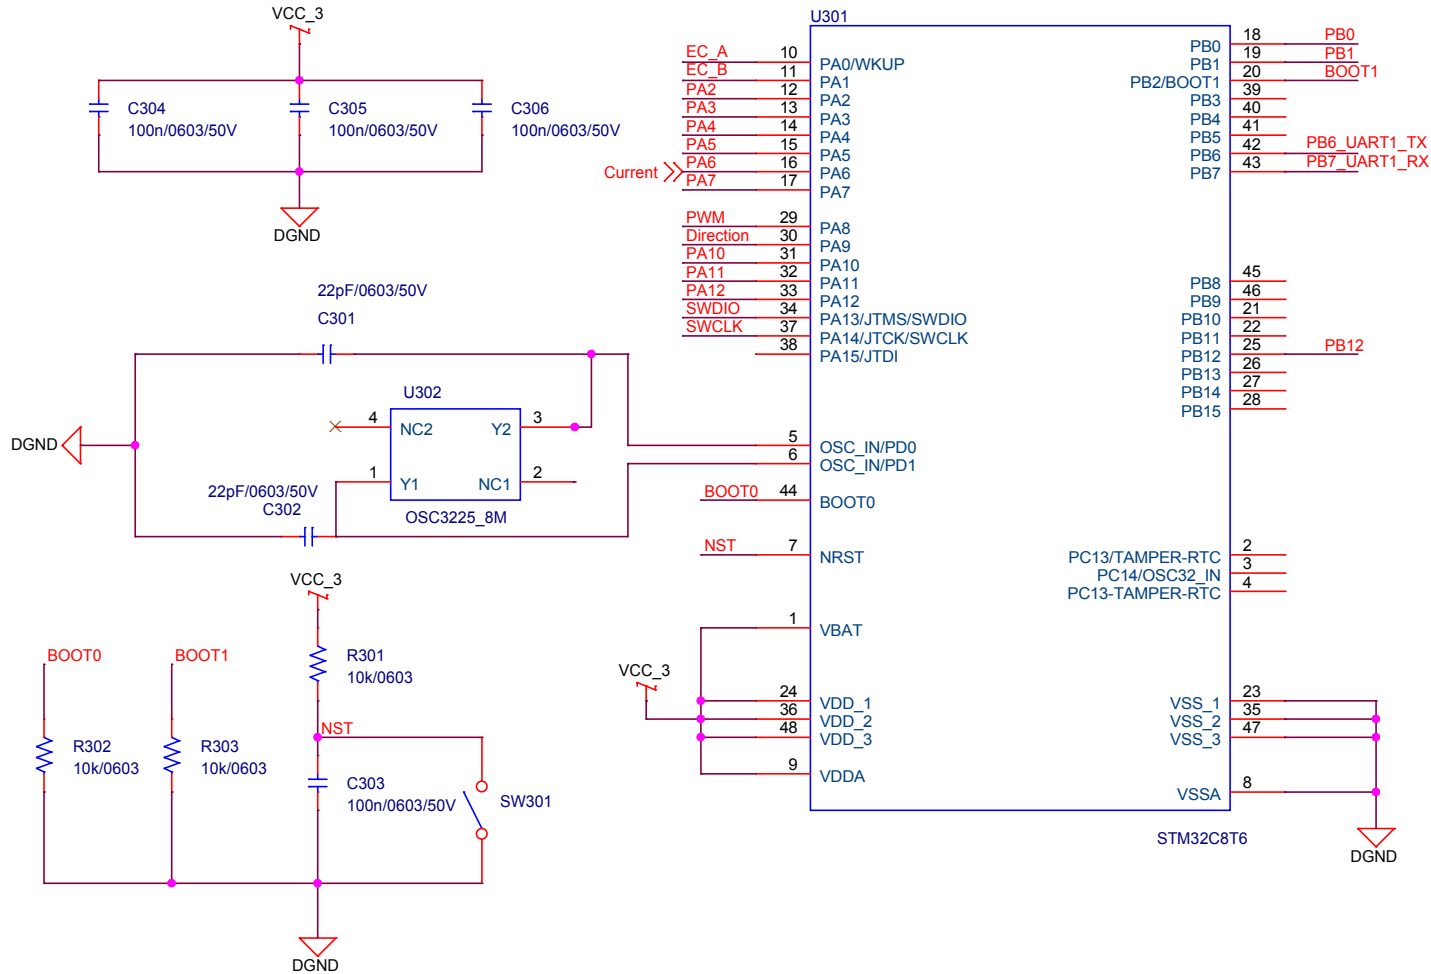 VCC_3
C304
100n/0603/50V
C305
100n/0603/50V
C306
100n/0603/50V
DGND
22pF/0603/50V
C301
U302
4
NC2
Y2
3
1
Y1
NC1
2
OSC3225_8M
DGND
22pF/0603/50V
C302
VCC_3
R301
10k/0603
BOOT0
BOOT1
NST
R302
10k/0603
R303
10k/0603
C303
100n/0603/50V
SW301
DGND
U301
EC_A 10 PA0/WKUP
EC_B 11 PA1
PA2 12 PA2
PA3 13 PA3
PA4 14 PA4
PA5 15 PA5
Current PA6 16 PA6
PA7 17 PA7
PWM 29 PA8
Direction 30 PA9
PA10 31 PA10
PA11 32 PA11
PA12 33 PA12
SWDIO 34 PA13/JTMS/SWDIO
SWCLK 37 PA14/JTCK/SWCLK
38 PA15/JTDI
5 OSC_IN/PD0
6 OSC_IN/PD1
BOOT0 44 BOOT0
NST 7 NRST
1 VBAT
VCC_3
24 VDD_1
36 VDD_2
48 VDD_3
9 VDDA
PB0 18 PB0
PB1 19 PB1
PB2/BOOT1 20 BOOT1
PB3 39
PB4 40
PB5 41
PB6 42 PB6_UART1_TX
PB7 43 PB7_UART1_RX
PB8 45
PB9 46
PB10 21
PB11 22
PB12 25 PB12
PB13 26
PB14 27
PB15 28
PC13/TAMPER-RTC 2
PC14/OSC32_IN 3
PC13-TAMPER-RTC 4
VSS_1 23
VSS_2 35
VSS_3 47
VSSA 8
STM32C8T6
DGND